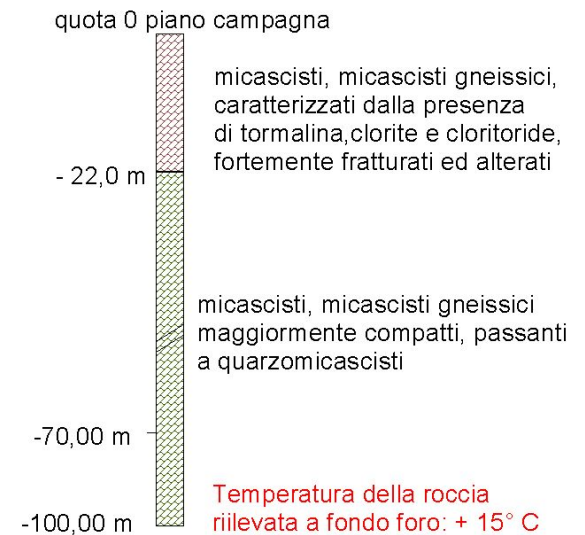 quota 0 piano campagna
micascisti, micascisti gneissici,
caratterizzati dalla presenza
di tormalina,clorite e cloritoride,
fortemente fratturati ed alterati
- 22,0 m
micascisti, micascisti gneissici
maggiormente compatti, passanti
a quarzomicascisti
-70,00 m
Temperatura della roccia
riilevata a fondo foro: + 15° C
-100,00 m